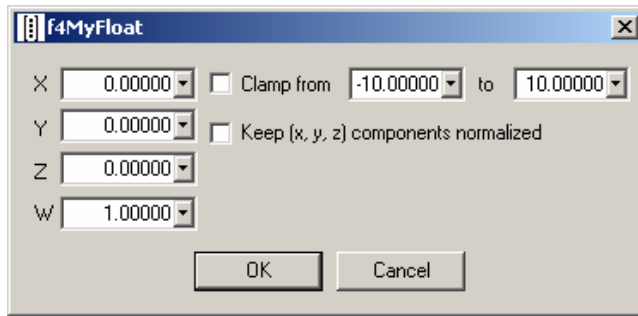 f4MyFloat
X 0.00000 Clamp from -10.00000 to 10.00000
Y 0.00000 Keep (x, y, z) components normalized
Z 0.00000
W 1.00000
OK Cancel